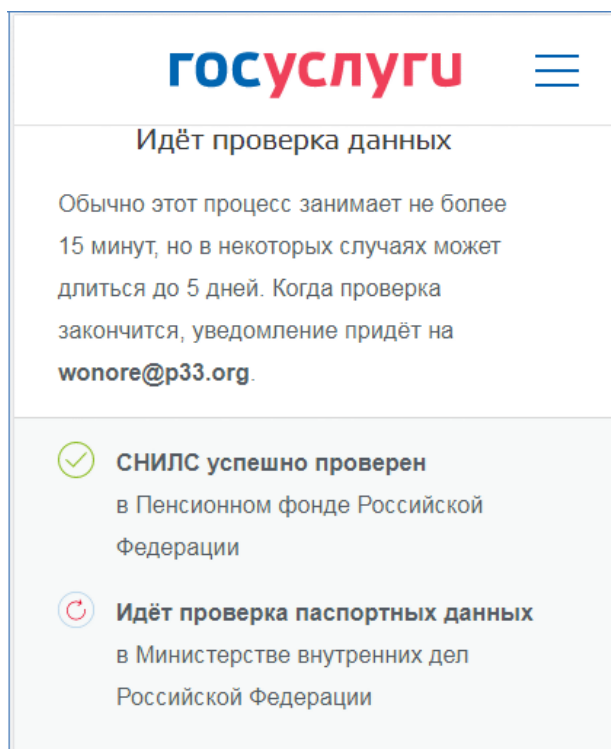 госуслуги
Идёт проверка данных
Обычно этот процесс занимает не более
15 минут, но в некоторых случаях может
длиться до 5 дней. Когда проверка
закончится, уведомление придёт на
wonore@p33.org.
СНИЛС успешно проверен
в Пенсионном фонде Российской
Федерации
Идёт проверка паспортных данных
в Министерстве внутренних дел
Российской Федерации